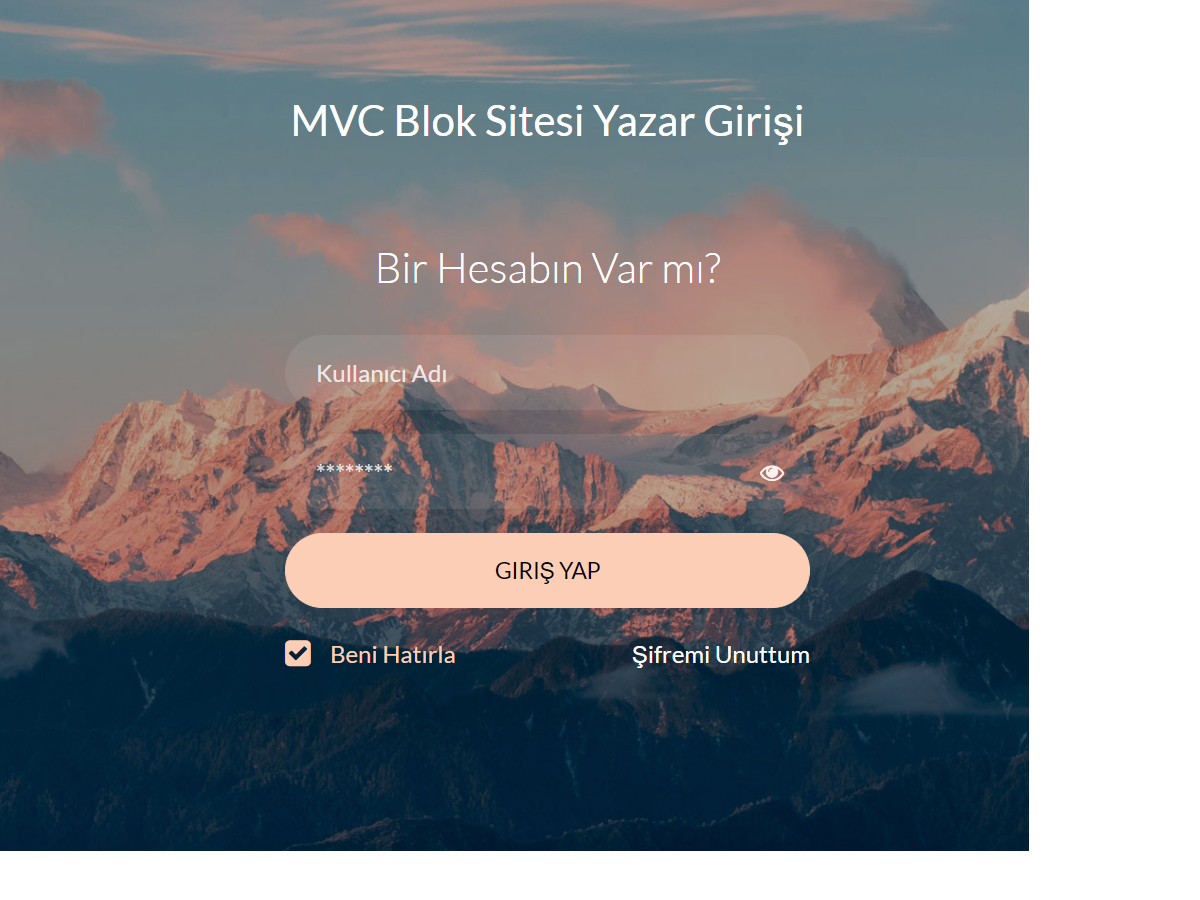 MVC Blok Sitesi Yazar Girişi
Bir Hesabın Var mı?
Kullanıcı Adı
********
GIRIŞ YAP
Beni Hatırla
Şifremi Unuttum